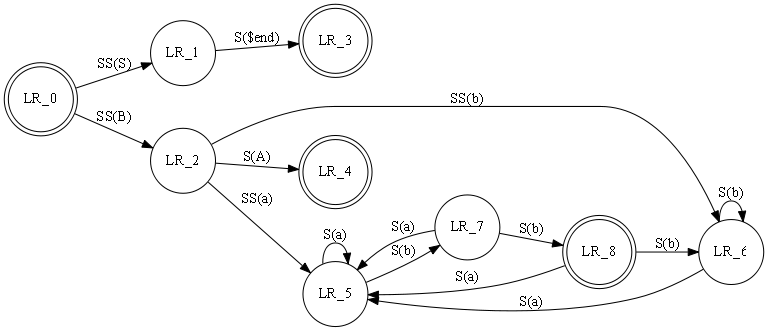 LR_0
SS(S)
SS(B)
LR_1
S($end)
LR_3
LR_2
SS(b)
S(A)
LR_4
SS(a)
S(a)
LR_5
S(b)
S(a)
LR_7
S(b)
S(a)
LR_8
S(b)
S(a)
S(b)
LR_6